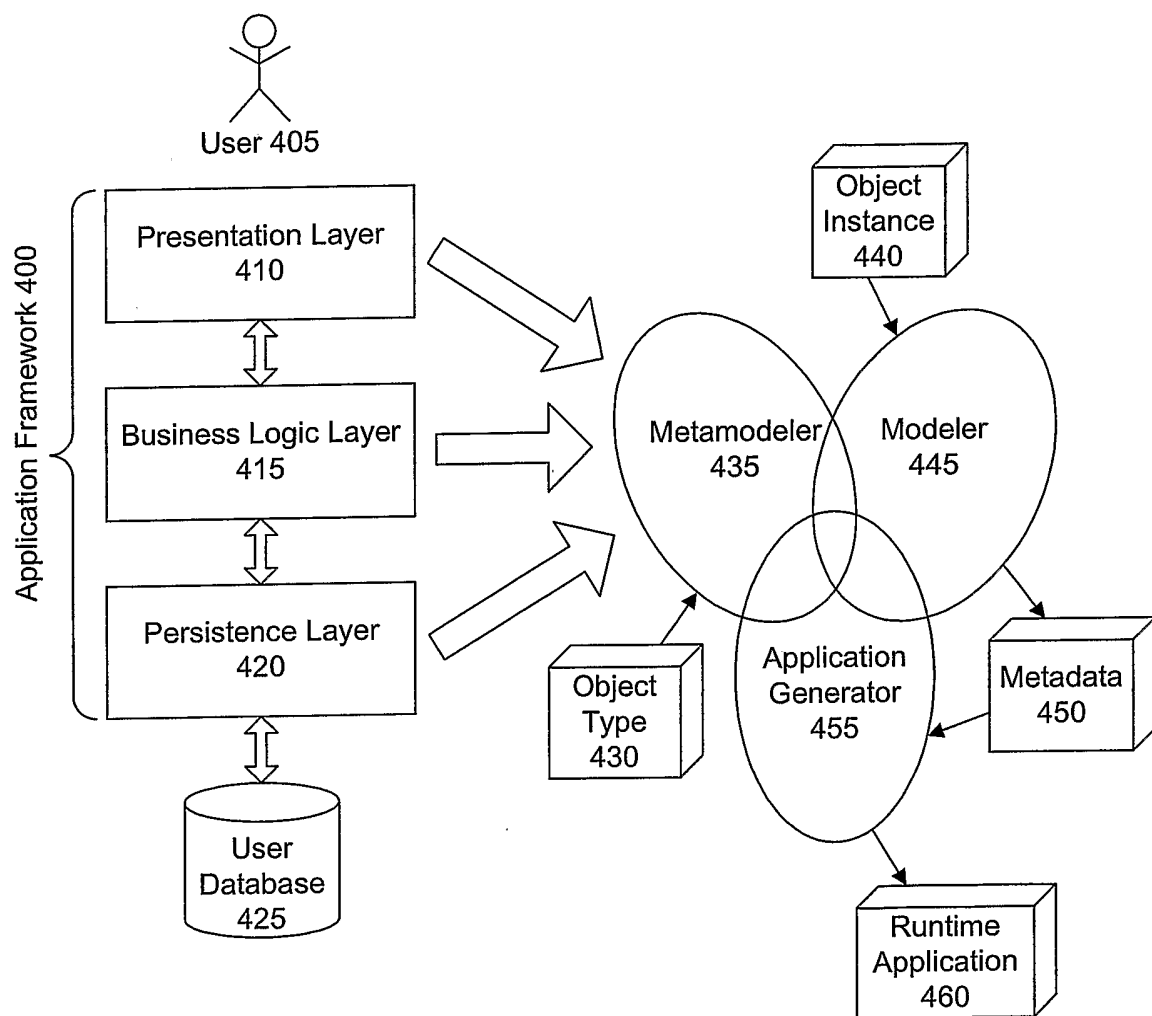 User 405
Application Framework 400
Presentation Layer
410
Business Logic Layer
415
Persistence Layer
420
User
Database
425
Object
Instance
440
Metamodeler
435
Modeler
445
Object
Type
430
Application
Generator
455
Metadata
450
Runtime
Application
460